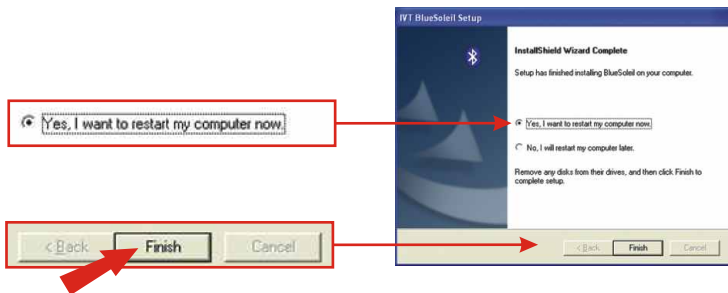 Yes, I want to restart my computer now.
< Back
Finish
Cancel
IVT BlueSoleil Setup
InstallShield Wizard Complete
Setup has finished installing BlueSoleil on your computer.
Yes, I want to restart my computer now.
No, I will restart my computer later.
Remove any disks from their drives, and then click Finish to
complete setup.
< Back
Finish
Cancel